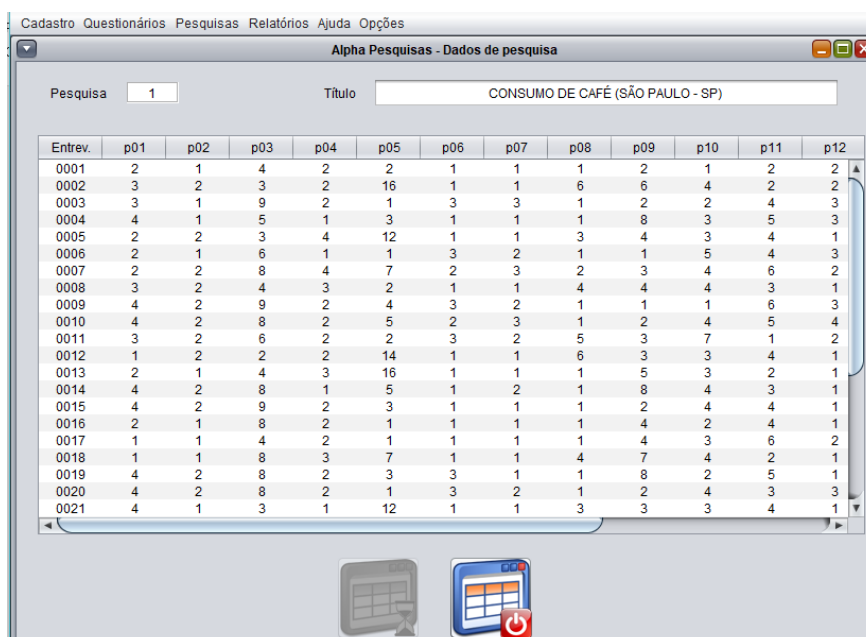 Cadastro Questionários Pesquisas Relatórios Ajuda Opções
Alpha Pesquisas - Dados de pesquisa
Pesquisa 1 Título CONSUMO DE CAFÉ (SÃO PAULO - SP)
Entrev. p01 p02 p03 p04 p05 p06 p07 p08 p09 p10 p11 p12
0001 2 1 4 2 2 1 1 1 2 1 2 2
0002 3 2 3 2 16 1 1 6 6 4 2 2
0003 3 1 9 2 1 3 3 1 2 2 4 3
0004 4 1 5 1 3 1 1 1 8 3 5 3
0005 2 2 3 4 12 1 1 3 4 3 4 1
0006 2 1 6 1 1 3 2 1 1 5 4 3
0007 2 2 8 4 7 2 3 2 3 4 6 2
0008 3 2 4 3 2 1 1 4 4 4 3 1
0009 4 2 9 2 4 3 2 1 1 1 6 3
0010 4 2 8 2 5 2 3 1 2 4 5 4
0011 3 2 6 2 2 3 2 5 3 7 1 2
0012 1 2 2 2 14 1 1 6 3 3 4 1
0013 2 1 4 3 16 1 1 1 5 3 2 1
0014 4 2 8 1 5 1 2 1 8 4 3 1
0015 4 2 9 2 3 1 1 1 2 4 4 1
0016 2 1 8 2 1 1 1 1 4 2 4 1
0017 1 1 4 2 1 1 1 1 4 3 6 2
0018 1 1 8 3 7 1 1 4 7 4 2 1
0019 4 2 8 2 3 3 1 1 8 2 5 1
0020 4 2 8 2 1 3 2 1 2 4 3 3
0021 4 1 3 1 12 1 1 3 3 3 4 1